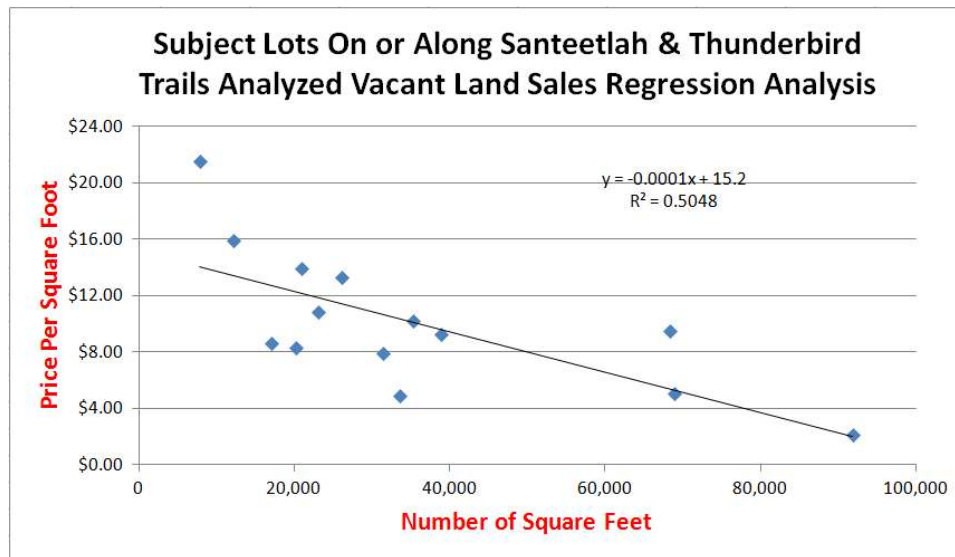 Subject Lots On or Along Santeetlah & Thunderbird
Trails Analyzed Vacant Land Sales Regression Analysis
$24.00
$20.00
$16.00
$12.00
$8.00
$4.00
$0.00
Price Per Square Foot
y = -0.0001x + 15.2
R² = 0.5048
0
20,000
40,000
60,000
80,000
100,000
Number of Square Feet